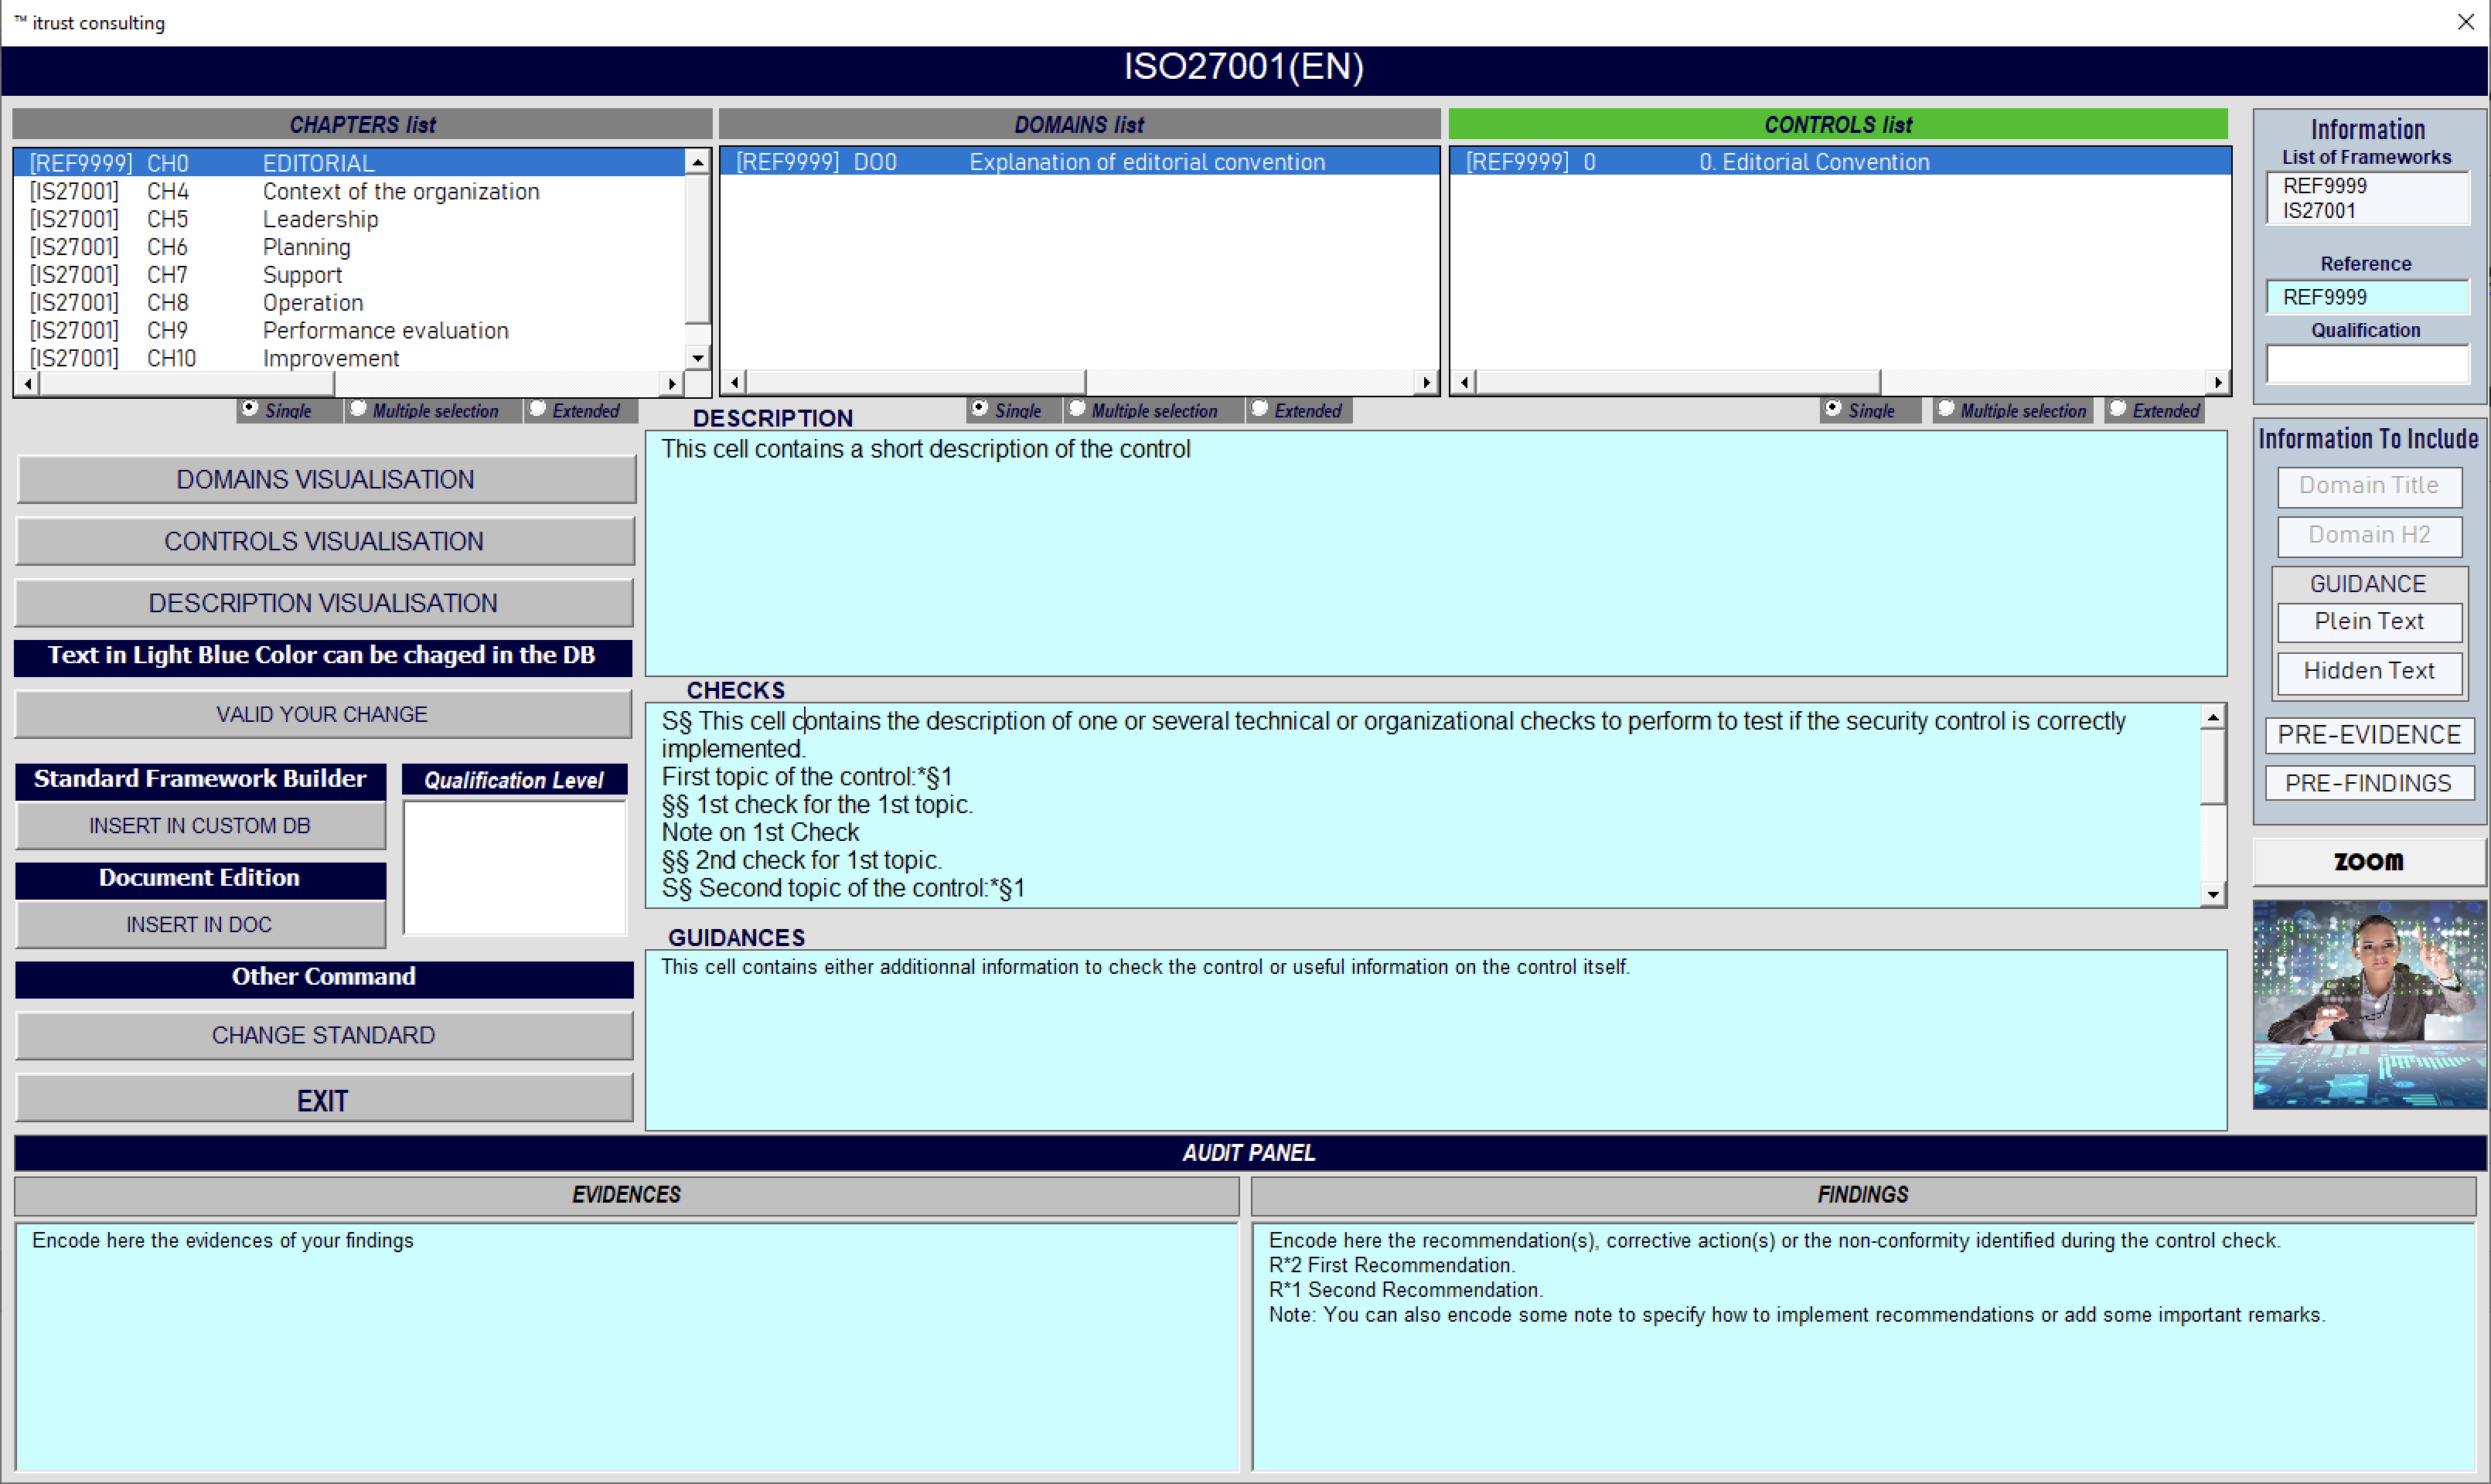 ™ itrust consulting
ISO27001(EN)
CHAPTERS list
[REF9999] CH0 EDITORIAL
[IS27001] CH4 Context of the organization
[IS27001] CH5 Leadership
[IS27001] CH6 Planning
[IS27001] CH7 Support
[IS27001] CH8 Operation
[IS27001] CH9 Performance evaluation
[IS27001] CH10 Improvement
Single Multiple selection Extended
DOMAINS list
[REF9999] DO0 Explanation of editorial convention
Single Multiple selection Extended
CONTROLS list
[REF9999] 0 0. Editorial Convention
Single Multiple selection Extended
Information
List of Frameworks
REF9999
IS27001
Reference
REF9999
Qualification
DOMAINS VISUALISATION
CONTROLS VISUALISATION
DESCRIPTION VISUALISATION
Text in Light Blue Color can be chaged in the DB
VALID YOUR CHANGE
Standard Framework Builder
INSERT IN CUSTOM DB
Document Edition
INSERT IN DOC
Qualification Level
Other Command
CHANGE STANDARD
EXIT
DESCRIPTION
This cell contains a short description of the control
CHECKS
S§ This cell contains the description of one or several technical or organizational checks to perform to test if the security control is correctly
implemented.
First topic of the control:*§1
§§ 1st check for the 1st topic.
Note on 1st Check
§§ 2nd check for 1st topic.
S§ Second topic of the control:*§1
GUIDANCES
This cell contains either additionnal information to check the control or useful information on the control itself.
Information To Include
Domain Title
Domain H2
GUIDANCE
Plein Text
Hidden Text
PRE-EVIDENCE
PRE-FINDINGS
ZOOM
AUDIT PANEL
EVIDENCES
Encode here the evidences of your findings
FINDINGS
Encode here the recommendation(s), corrective action(s) or the non-conformity identified during the control check.
R*2 First Recommendation.
R*1 Second Recommendation.
Note: You can also encode some note to specify how to implement recommendations or add some important remarks.